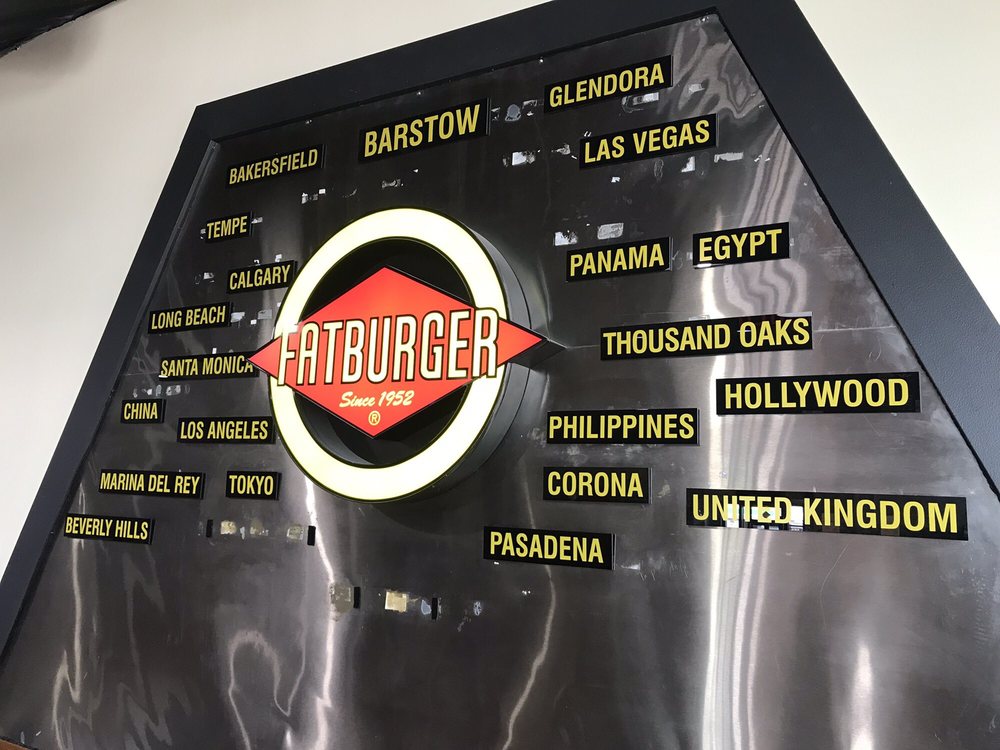 GLENDORA
BARSTOW
LAS VEGAS
BAKERSFIELD
TEMPE
PANAMA
EGYPT
CALGARY
LONG BEACH
THOUSAND OAKS
SANTA MONICA
FATBURGER
Since 1952
®
HOLLYWOOD
CHINA
LOS ANGELES
PHILIPPINES
MARINA DEL REY
TOKYO
CORONA
UNITED KINGDOM
BEVERLY HILLS
PASADENA